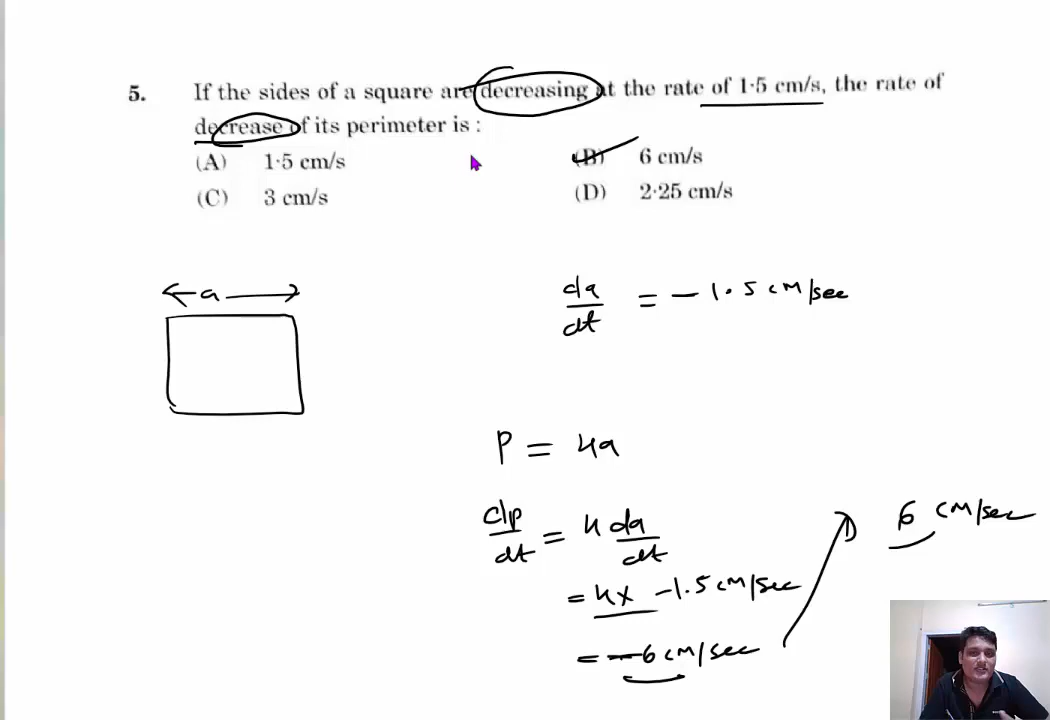 5. If the sides of a square are decreasing at the rate of 1·5 cm/s, the rate of
decrease of its perimeter is :
(A) 1·5 cm/s (B) 6 cm/s
(C) 3 cm/s (D) 2·25 cm/s
a
da/dt = - 1.5 cm/sec
P = 4a
dp/dt = 4 da/dt
= 4x -1.5 cm/sec
= -6 cm/sec
6 cm/sec